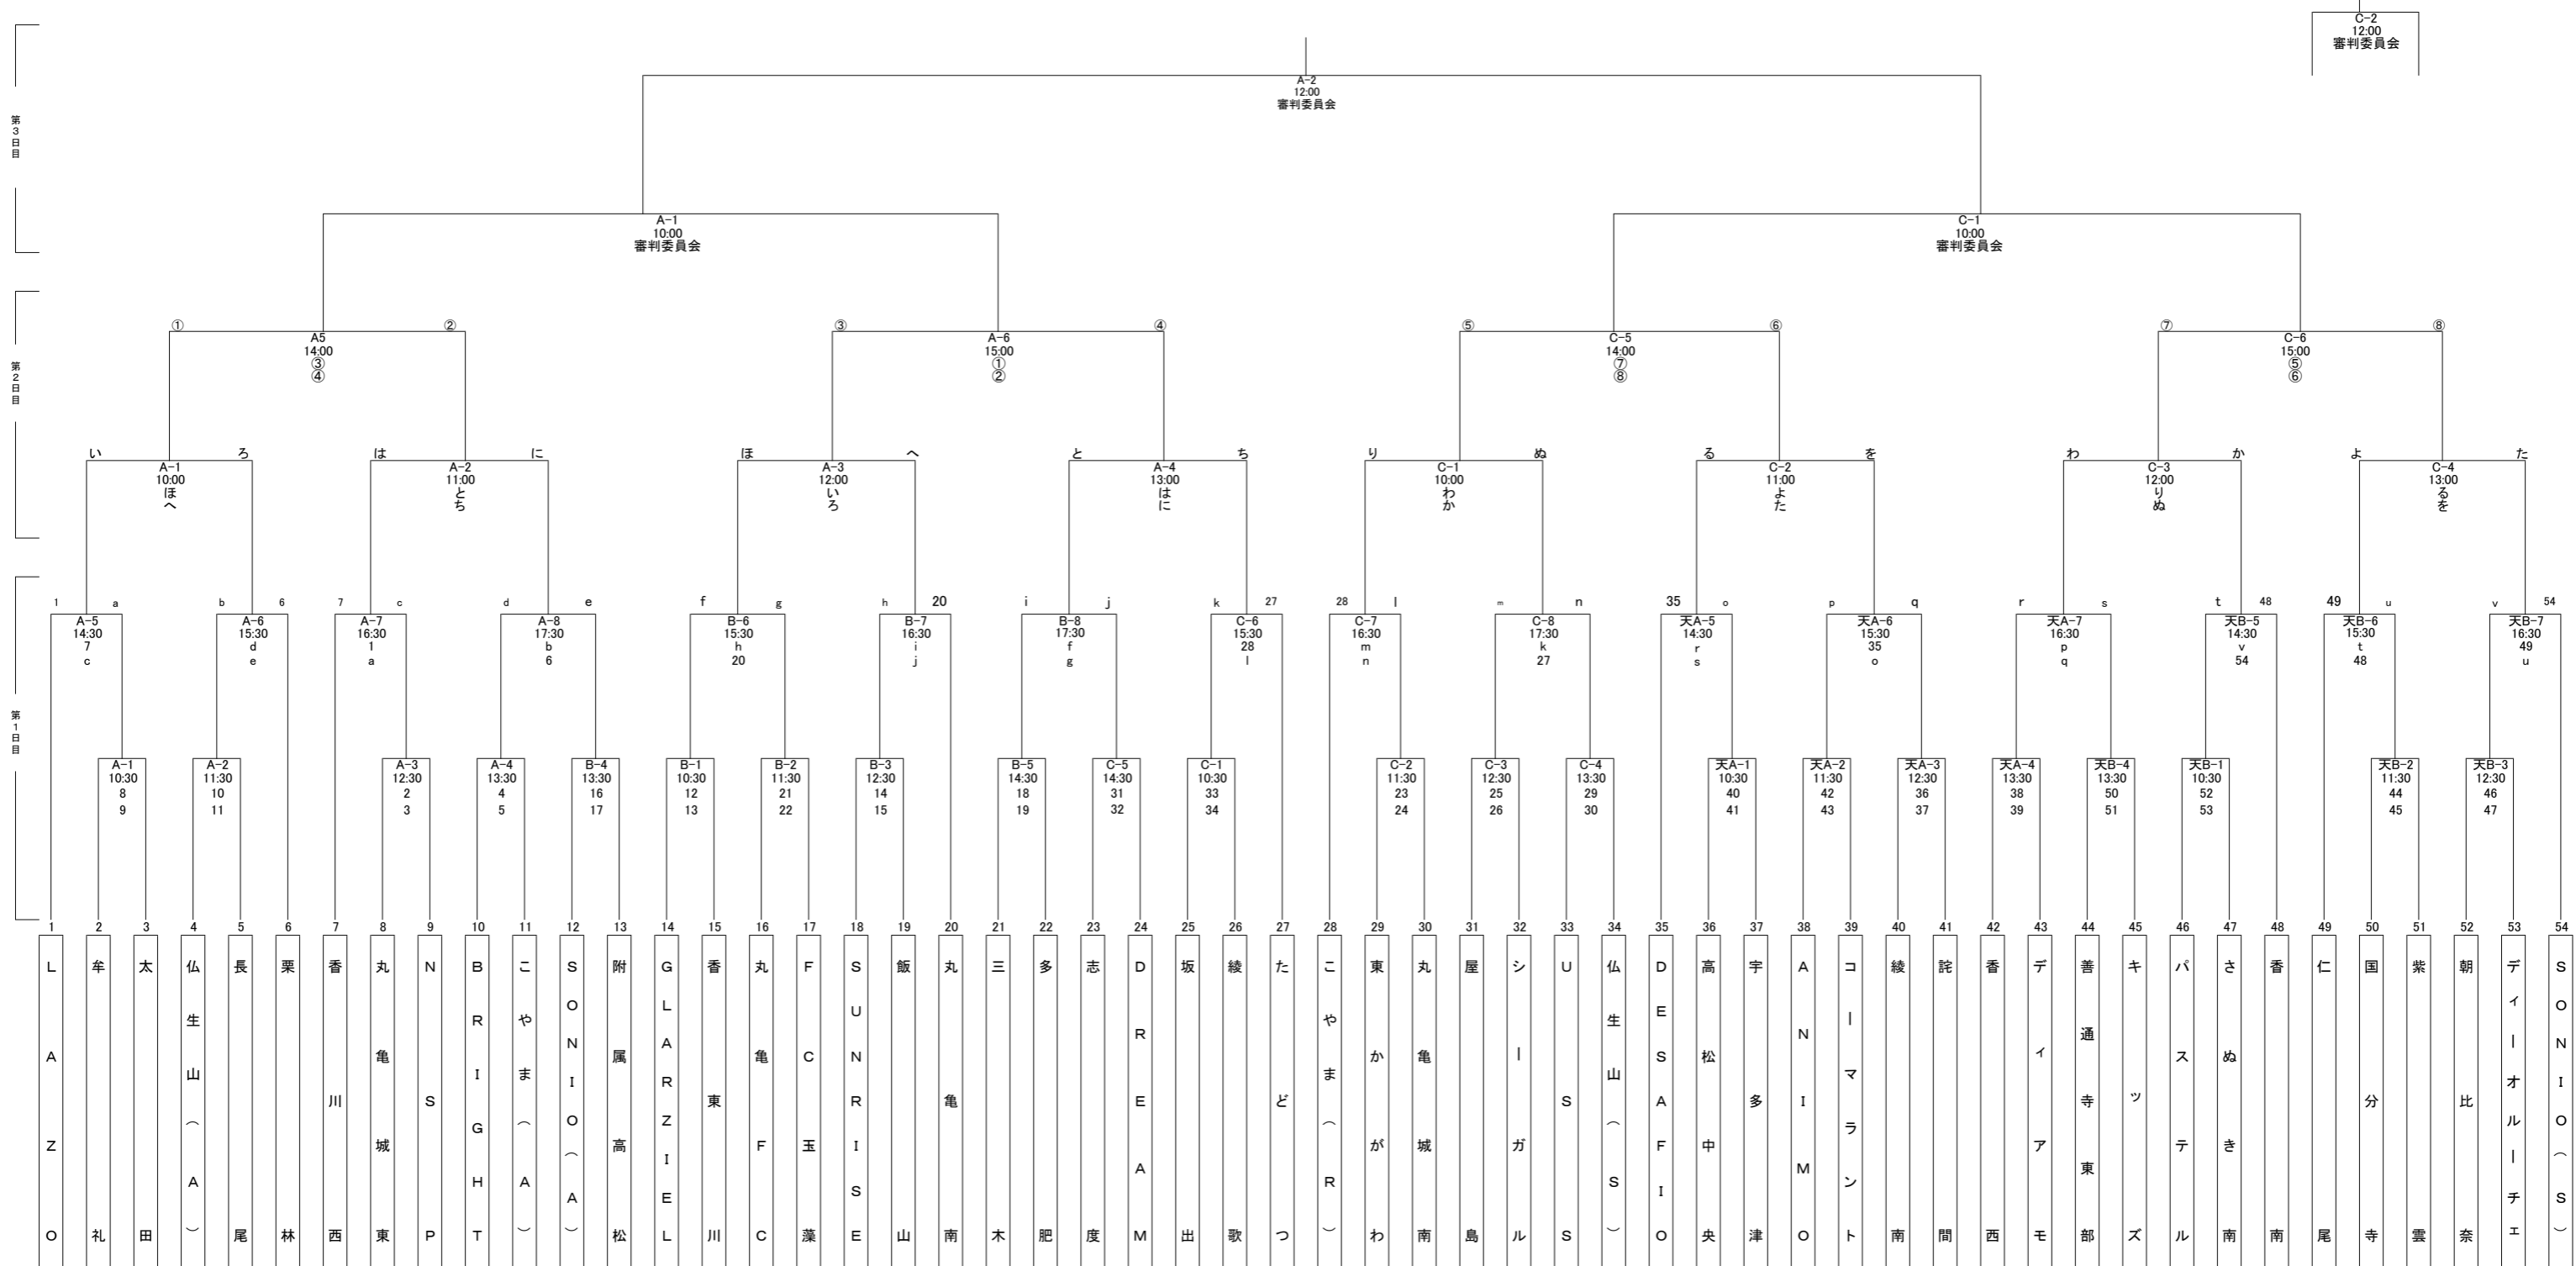 C-2
12:00
審判委員会
A-2
12:00
審判委員会
第3日目
A-1
10:00
審判委員会
C-1
10:00
審判委員会
① ② ③ ④ ⑤ ⑥ ⑦ ⑧
A5 A-6 C-5 C-6
14:00 15:00 14:00 15:00
③ ① ⑦ ⑤
④ ② ⑧ ⑥
第2日目
い ろ は に ほ へ と ち り ぬ る を わ か よ た
A-1 A-2 A-3 A-4 C-1 C-2 C-3 C-4
10:00 11:00 12:00 13:00 10:00 11:00 12:00 13:00
ほへ とち いろ はに わか よた りぬ るを
1 a b 6 7 c d e f g h 20 i j k 27 28 l m n 35 o p q r s t 48 49 u v 54
A-5 A-6 A-7 A-8 B-6 B-7 B-8 C-6 C-7 C-8 天A-5 天A-6 天A-7 天B-5 天B-6 天B-7
14:30 15:30 16:30 17:30 15:30 16:30 17:30 15:30 16:30 17:30 14:30 15:30 16:30 14:30 15:30 16:30
7 d 1 b h i f 28 m k r 35 p v t 49
c e a 6 20 j g l n 27 s o q 54 48 u
第1日目
A-1 A-2 A-3 A-4 B-4 B-1 B-2 B-3 B-5 C-5 C-1 C-2 C-3 C-4 天A-1 天A-2 天A-3 天A-4 天B-4 天B-1 天B-2 天B-3
10:30 11:30 12:30 13:30 13:30 10:30 11:30 12:30 14:30 14:30 10:30 11:30 12:30 13:30 10:30 11:30 12:30 13:30 13:30 10:30 11:30 12:30
8 10 2 4 16 12 21 14 18 31 33 23 25 29 40 42 36 38 50 52 44 46
9 11 3 5 17 13 22 15 19 32 34 24 26 30 41 43 37 39 51 53 45 47
1 2 3 4 5 6 7 8 9 10 11 12 13 14 15 16 17 18 19 20 21 22 23 24 25 26 27 28 29 30 31 32 33 34 35 36 37 38 39 40 41 42 43 44 45 46 47 48 49 50 51 52 53 54
LAZO
牟礼
太田
仏生山(A)
長尾
栗林
香川西
丸亀城東
NSP
BRIGHT
こやま(A)
SONIO(A)
附属高松
GLARZIEL
香東川
丸亀FC
FC玉藻
SUNRISE
飯山
丸亀南
三木
多肥
志度
DREAM
坂出
綾歌
たどつ
こやま(R)
東かがわ
丸亀城南
屋島
シーガル
USS
仏生山(S)
DESAFIO
高松中央
宇多津
ANIMO
コーマラント
綾南
詫間
香西
ディアモ
善通寺東部
キッズ
パステル
さぬき南
香南
仁尾
国分寺
紫雲
朝比奈
ディーオルーチェ
SONIO(S)